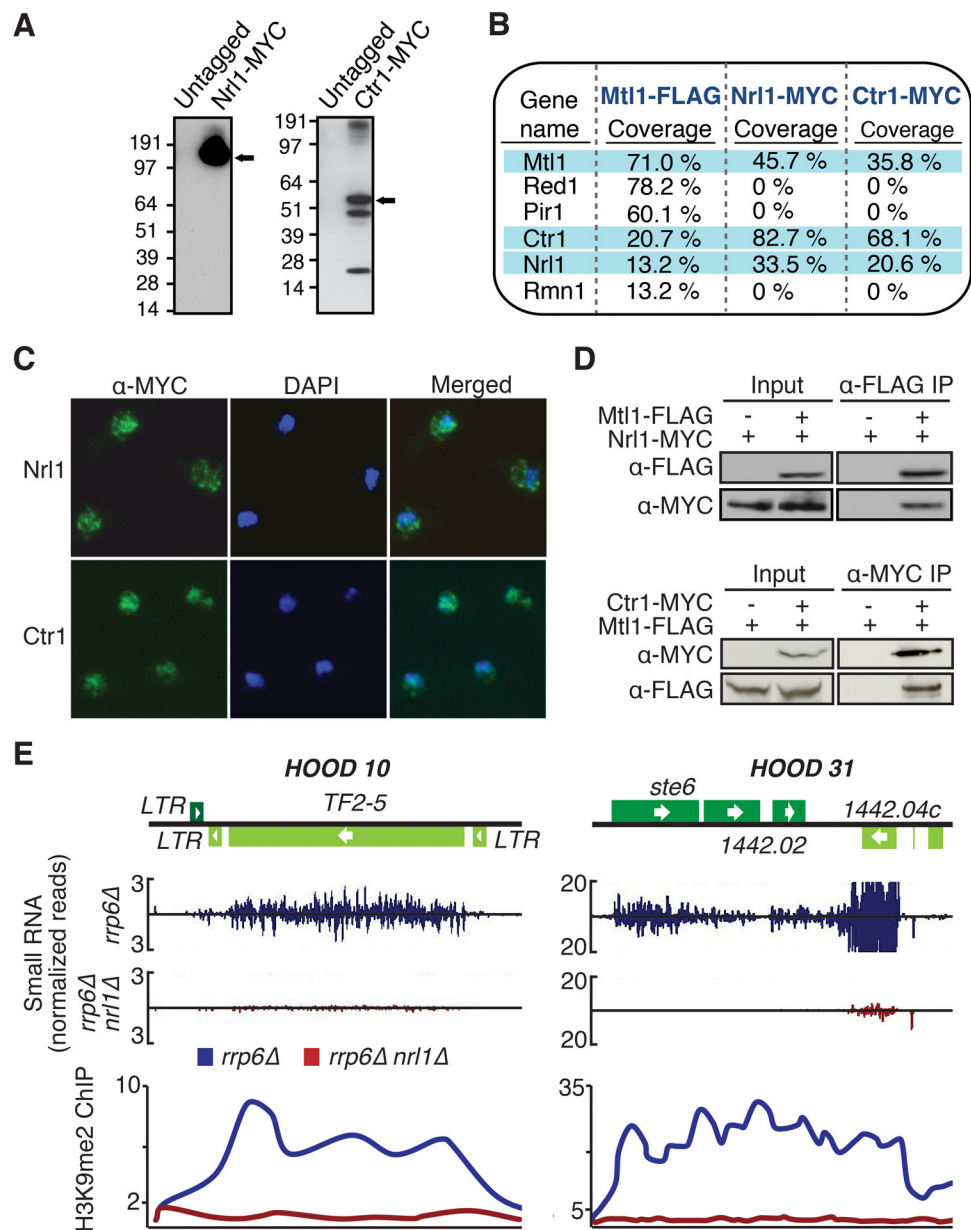 A
Untagged
Nrl1-MYC
191
97
64
51
39
28
14
Untagged
Ctr1-MYC
191
97
64
51
39
28
14
B
Gene name
Mtl1-FLAG Nrl1-MYC Ctr1-MYC
Coverage Coverage Coverage
Mtl1 71.0 % 45.7 % 35.8 %
Red1 78.2 % 0 % 0 %
Pir1 60.1 % 0 % 0 %
Ctr1 20.7 % 82.7 % 68.1 %
Nrl1 13.2 % 33.5 % 20.6 %
Rmn1 13.2 % 0 % 0 %
C
α-MYC DAPI Merged
Nrl1
Ctr1
D
Input α-FLAG IP
Mtl1-FLAG - + - +
Nrl1-MYC + + + +
α-FLAG
α-MYC
Input α-MYC IP
Ctr1-MYC - + - +
Mtl1-FLAG + + + +
α-MYC
α-FLAG
E
HOOD 10
LTR TF2-5
LTR LTR
HOOD 31
ste6
1442.04c
1442.02
Small RNA
(normalized reads)
rrp6Δ
3
3
20
20
rrp6Δ
nrl1Δ
3
3
20
20
rrp6Δ rrp6Δ nrl1Δ
H3K9me2 ChIP
10
2
35
5